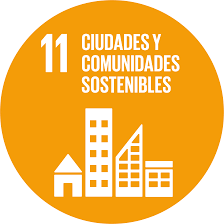 11 CIUDADES Y
COMUNIDADES
SOSTENIBLES